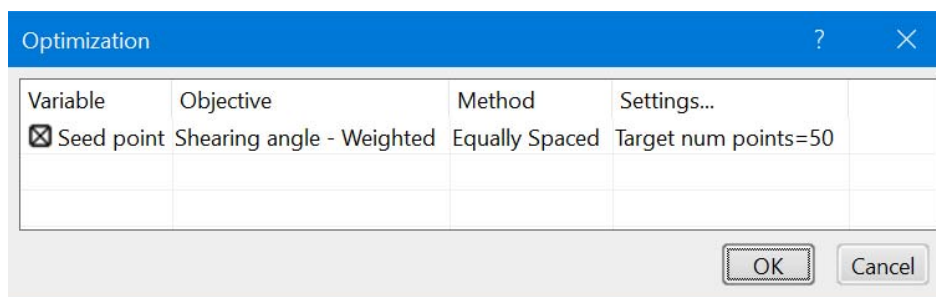 Optimization ?
Variable Objective Method Settings...
Seed point Shearing angle - Weighted Equally Spaced Target num points=50
OK Cancel